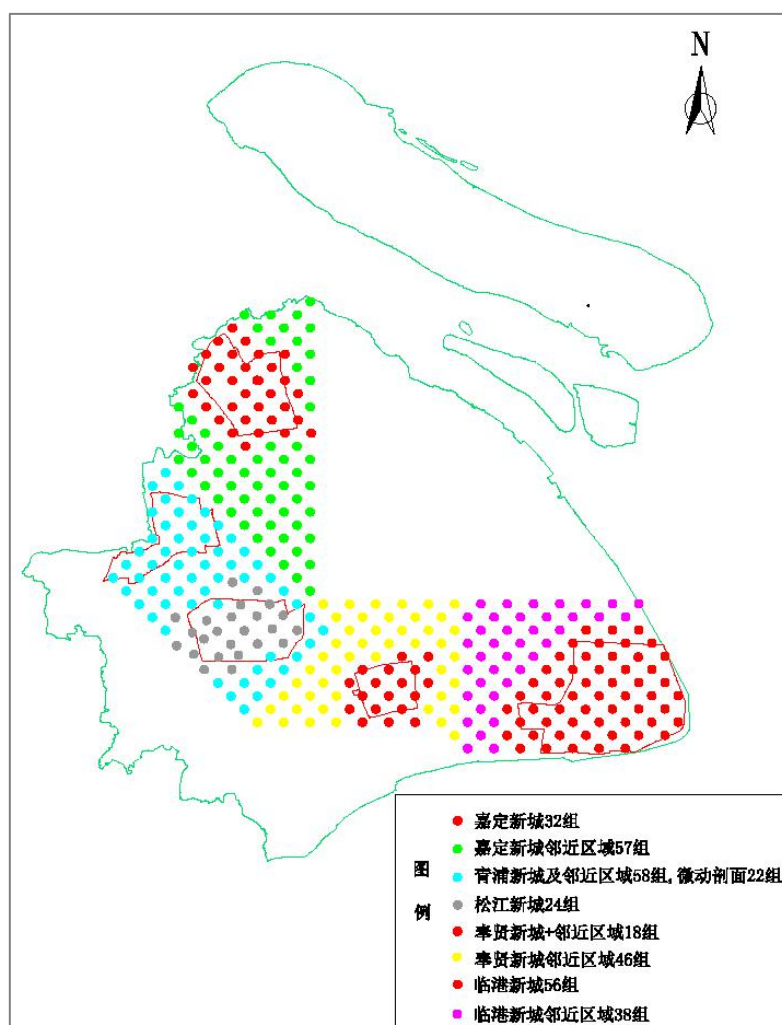 N
图例
嘉定新城32组
嘉定新城邻近区域57组
青浦新城及邻近区域58组,微动剖面22组
松江新城24组
奉贤新城+邻近区域18组
奉贤新城邻近区域46组
临港新城56组
临港新城邻近区域38组